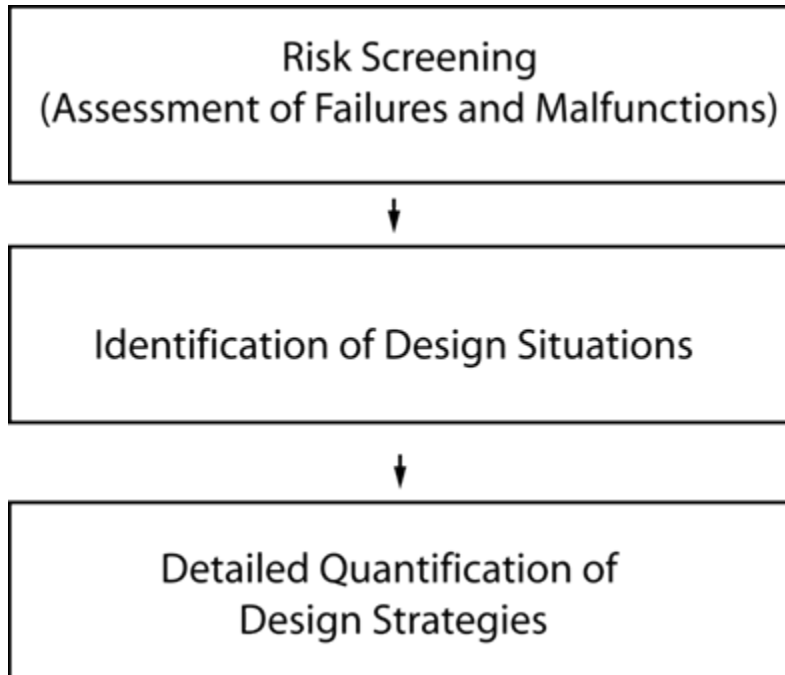 Risk Screening
(Assessment of Failures and Malfunctions)
Identification of Design Situations
Detailed Quantification of
Design Strategies